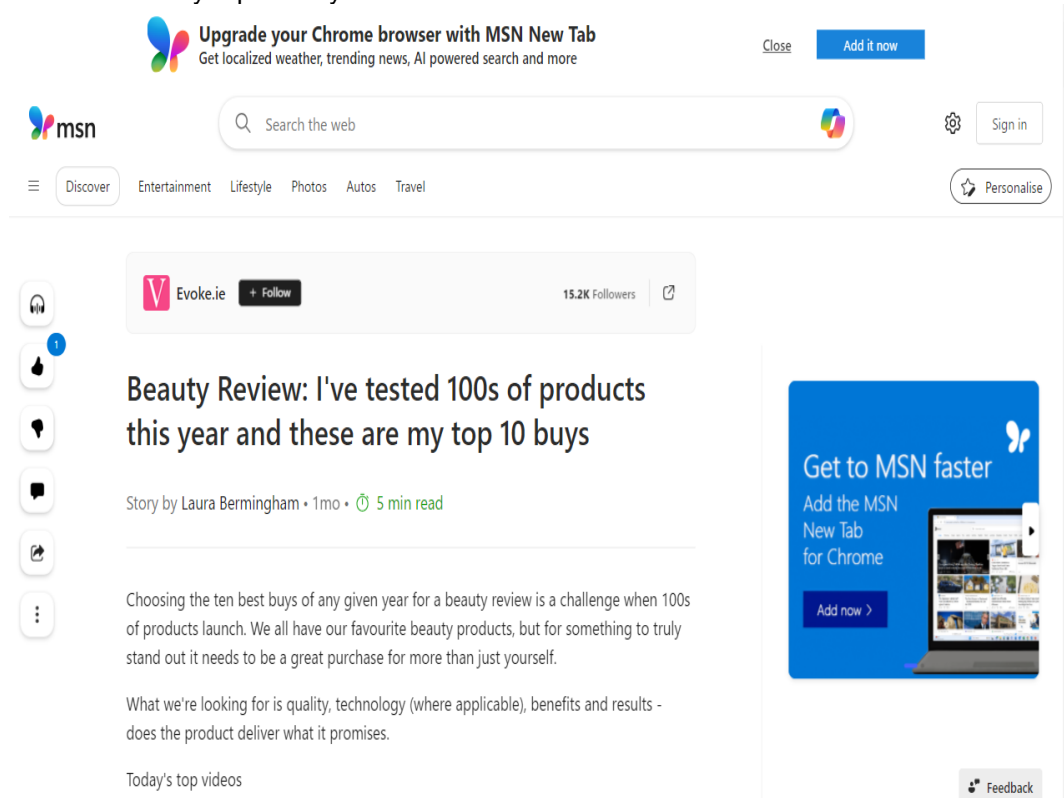 Upgrade your Chrome browser with MSN New Tab
Get localized weather, trending news, AI powered search and more
Close
Add it now
msn
Search the web
Sign in
Discover
Entertainment
Lifestyle
Photos
Autos
Travel
Personalise
V
Evoke.ie
+ Follow
15.2K Followers
1
Beauty Review: I've tested 100s of products
this year and these are my top 10 buys
Story by Laura Bermingham • 1mo • 5 min read
Choosing the ten best buys of any given year for a beauty review is a challenge when 100s
of products launch. We all have our favourite beauty products, but for something to truly
stand out it needs to be a great purchase for more than just yourself.
What we're looking for is quality, technology (where applicable), benefits and results -
does the product deliver what it promises.
Today's top videos
Get to MSN faster
Add the MSN
New Tab
for Chrome
Add now >
Feedback